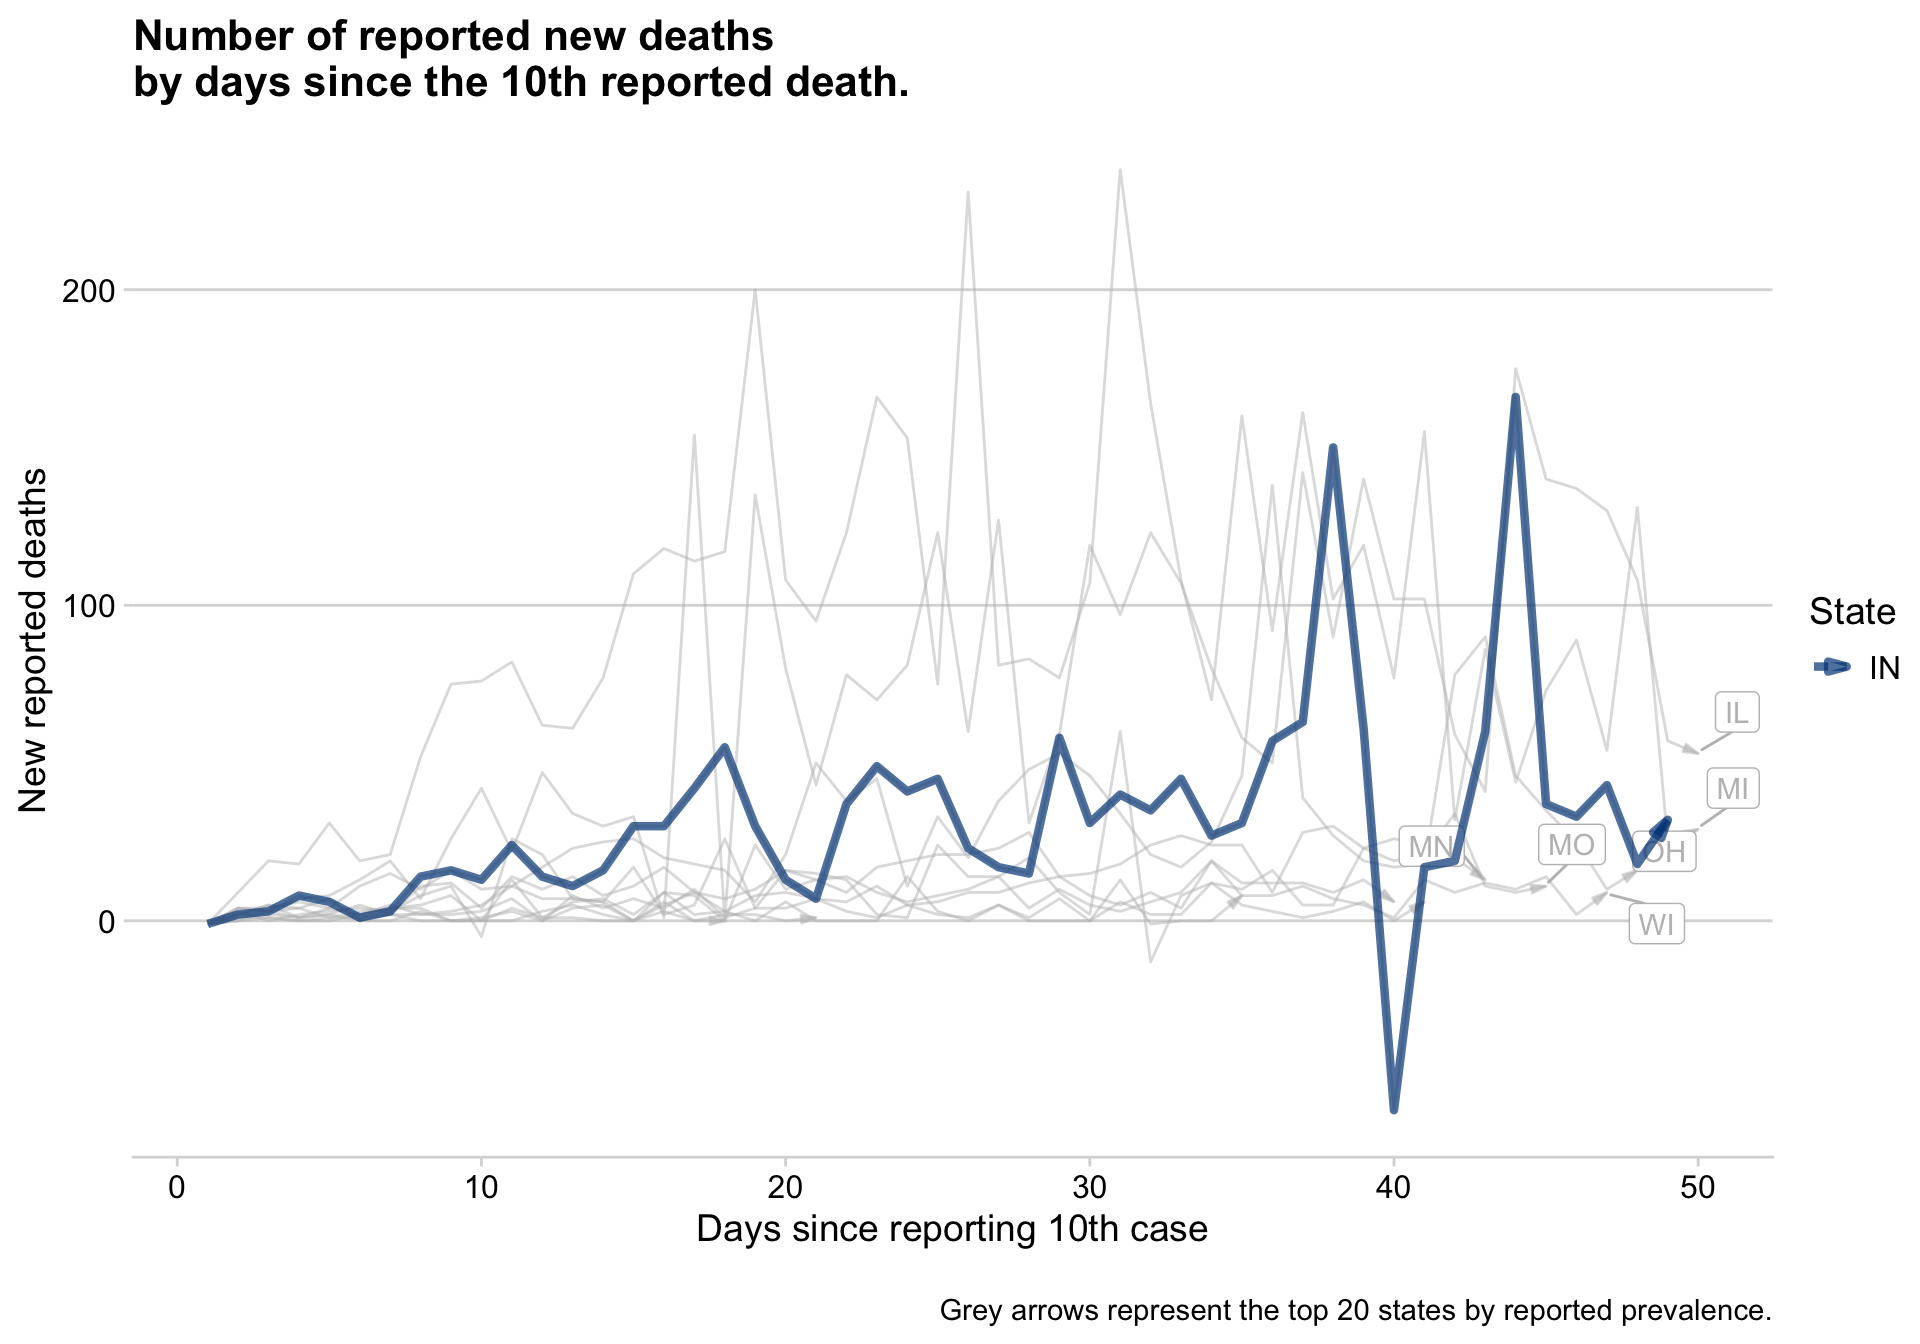 Number of reported new deaths
by days since the 10th reported death.
New reported deaths
200
100
0
IL
MI
MN
MO
OH
WI
State
IN
0 10 20 30 40 50
Days since reporting 10th case
Grey arrows represent the top 20 states by reported prevalence.